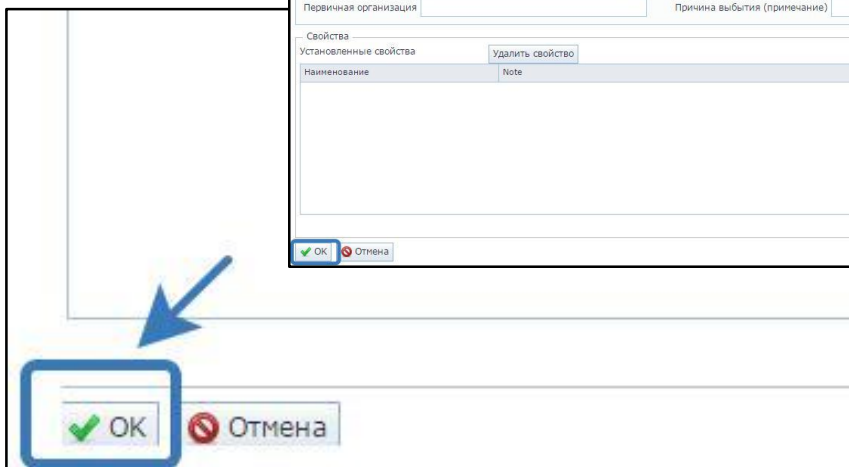 Первичная организация Причина выбытия (примечание)
Свойства
Установленные свойства Удалить свойство
Наименование Note
OK Отмена
OK Отмена